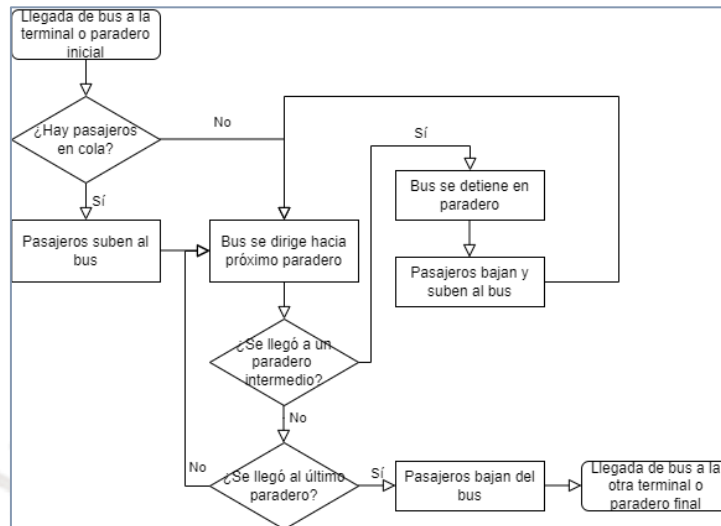 Llegada de bus a la
terminal o paradero
inicial
¿Hay pasajeros
en cola?
No
Sí
Sí
Pasajeros suben al
bus
Bus se dirige hacia
próximo paradero
Bus se detiene en
paradero
Pasajeros bajan y
suben al bus
¿Se llegó a un
paradero
intermedio?
No
¿Se llegó al último
paradero?
No
Sí
Pasajeros bajan del
bus
Llegada de bus a la
otra terminal o
paradero final